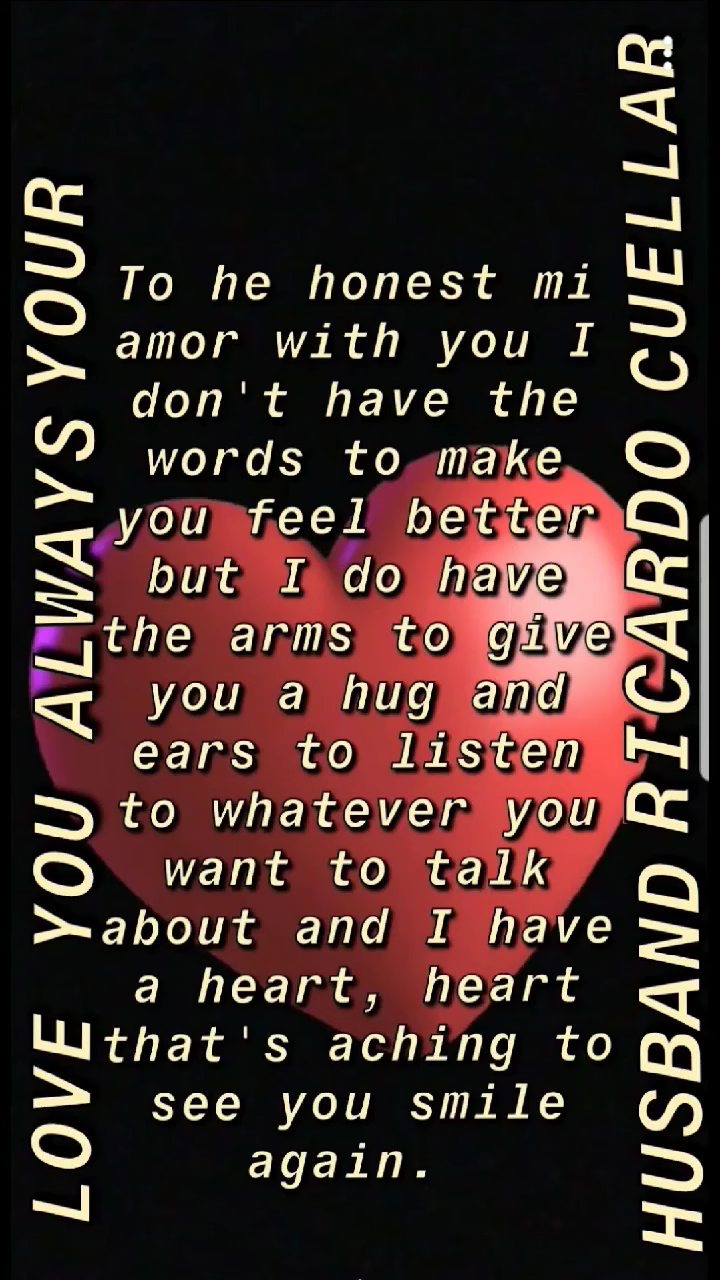 LOVE YOU ALWAYS YOUR
To he honest mi
amor with you I
don't have the
words to make
you feel better
but I do have
the arms to give
you a hug and
ears to listen
to whatever you
want to talk
about and I have
a heart, heart
that's aching to
see you smile
again.
HUSBAND RICARDO CUELLAR